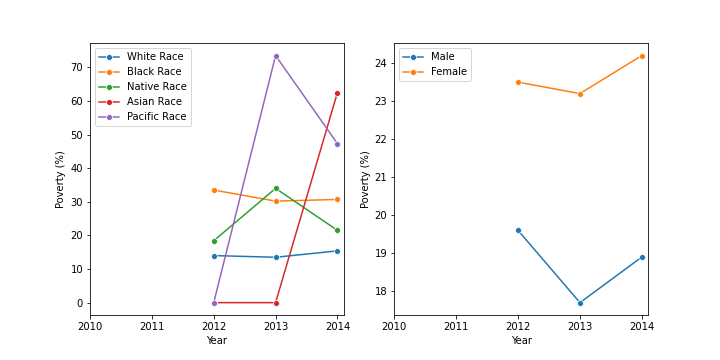 White Race
Black Race
Native Race
Asian Race
Pacific Race
70
60
50
40
30
20
10
0
Poverty (%)
2010 2011 2012 2013 2014
Year
Male
Female
24
23
22
21
20
19
18
Poverty (%)
2010 2011 2012 2013 2014
Year